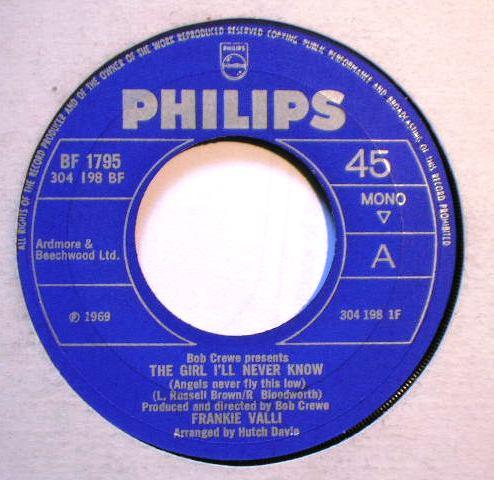 ALL RIGHTS OF THE RECORD PRODUCER AND OF THE OWNER OF THE WORK REPRODUCED RESERVED COPYING, PUBLIC PERFORMANCE AND BROADCASTING OF THIS RECORD PROHIBITED
PHILIPS
PHILIPS
BF 1795
304 198 BF
45
MONO
Ardmore &
Beechwood Ltd.
A
℗ 1969
304 198 1F
Bob Crewe presents
THE GIRL I'LL NEVER KNOW
(Angels never fly this low)
(L. Russell Brown/R Bloodworth)
Produced and directed by Bob Crewe
FRANKIE VALLI
Arranged by Hutch Davie